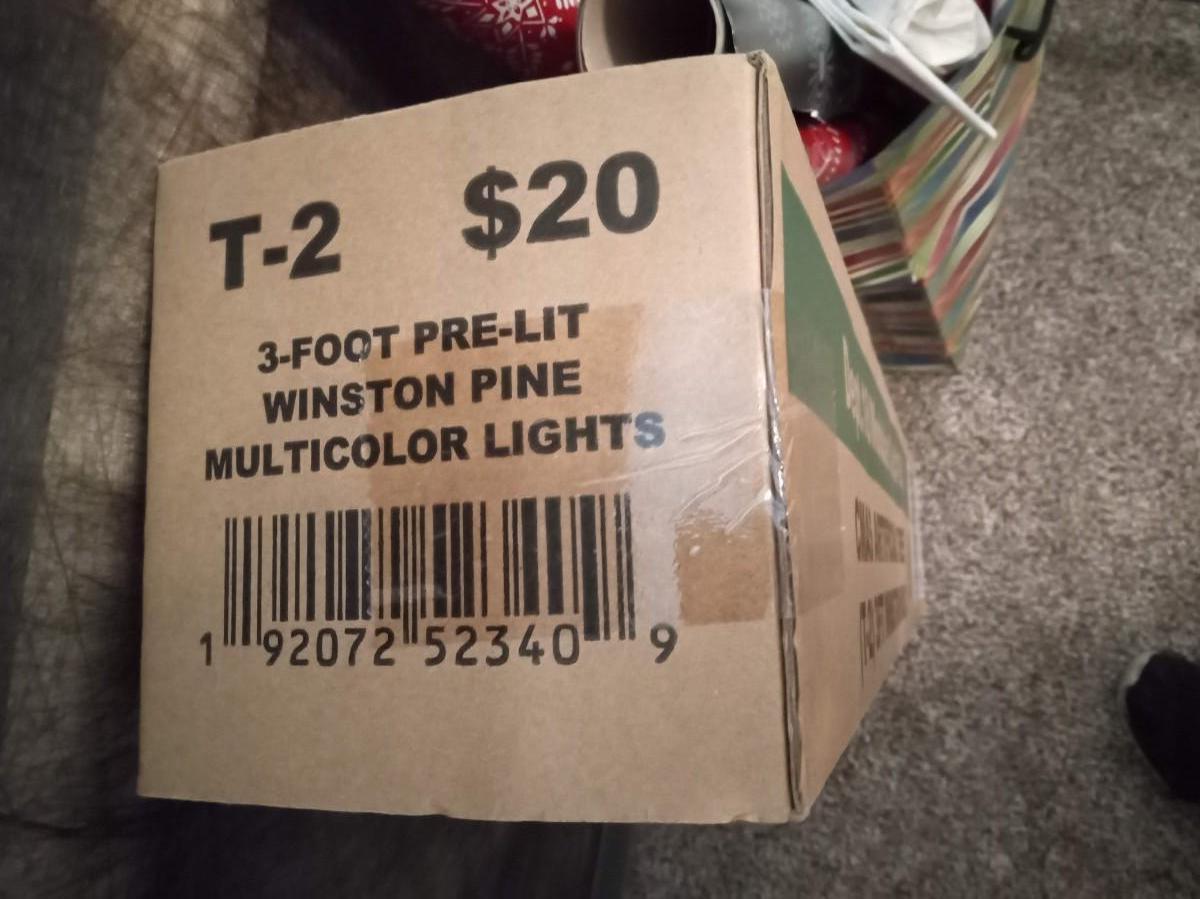 T-2 $20
3-FOOT PRE-LIT
WINSTON PINE
MULTICOLOR LIGHTS
1 92072 52340 9